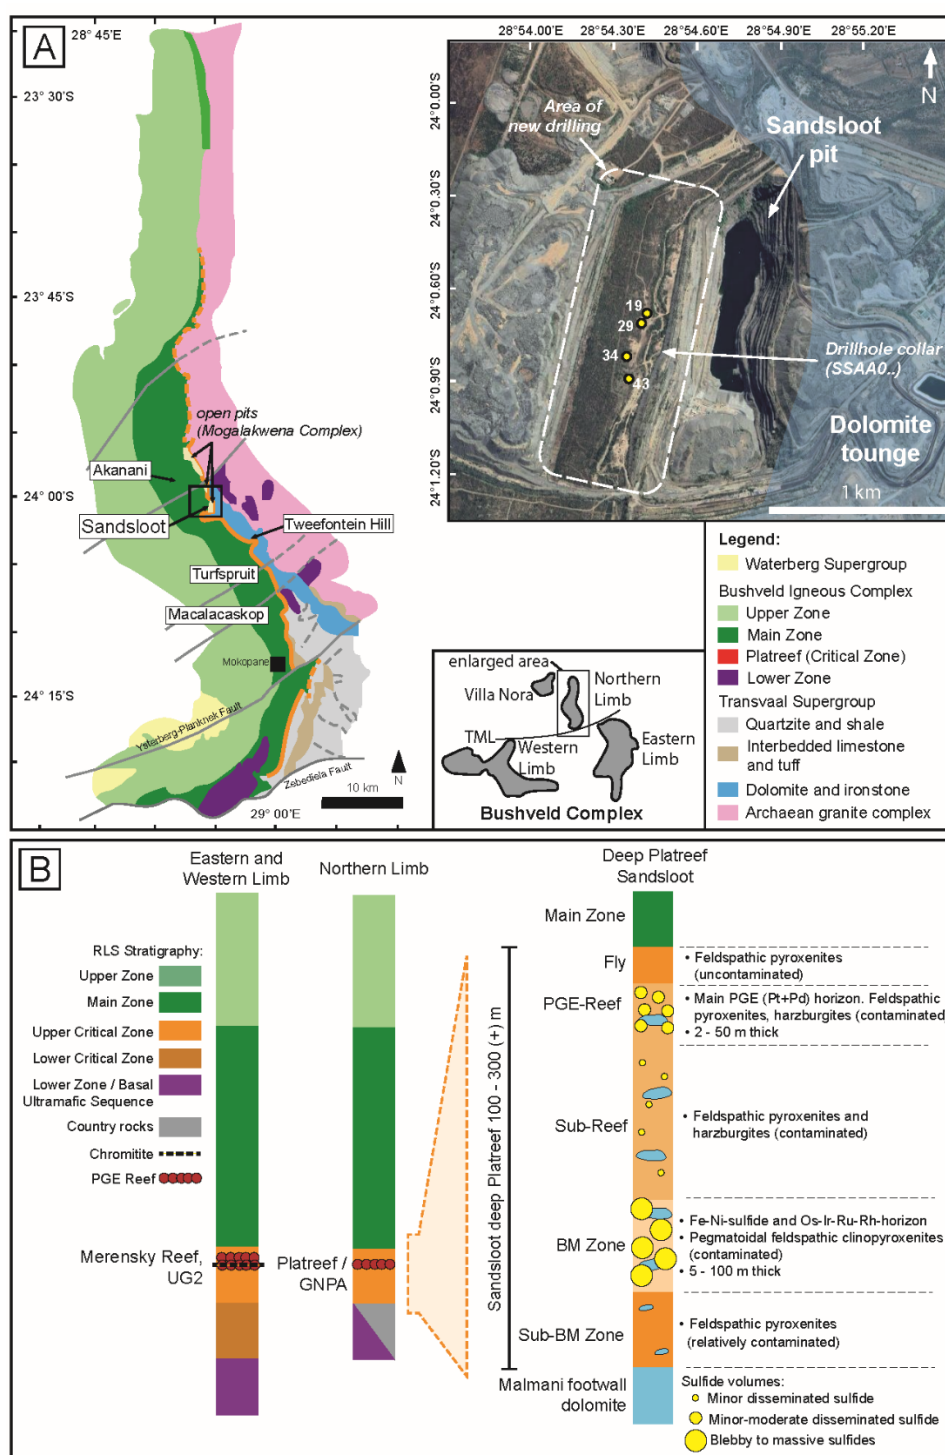 A
28° 45'E
23° 30'S
23° 45'S
24° 00'S
24° 15'S
29° 00'E
open pits
(Mogalakwena Complex)
Akanani
Sandsloot
Tweefontein Hill
Turfspruit
Macalacaskop
Mokopane
Ysterberg-Planknek Fault
Zebediela Fault
N
10 km
28°54.00'E
28°54.30'E
28°54.60'E
28°54.90'E
28°55.20'E
24°0.00'S
24°0.30'S
24°0.60'S
24°0.90'S
24°1.20'S
N
Area of
new drilling
Sandsloot
pit
19
29
34
43
Drillhole collar
(SSAA0..)
Dolomite
tounge
1 km
enlarged area
Villa Nora
Northern
Limb
TML
Western
Limb
Eastern
Limb
Bushveld Complex
Legend:
Waterberg Supergroup
Bushveld Igneous Complex
Upper Zone
Main Zone
Platreef (Critical Zone)
Lower Zone
Transvaal Supergroup
Quartzite and shale
Interbedded limestone
and tuff
Dolomite and ironstone
Archaean granite complex
B
Eastern and
Western Limb
Northern Limb
RLS Stratigraphy:
Upper Zone
Main Zone
Upper Critical Zone
Lower Critical Zone
Lower Zone / Basal
Ultramafic Sequence
Country rocks
Chromitite
PGE Reef
Merensky Reef,
UG2
Platreef /
GNPA
Sandsloot deep Platreef 100 - 300 (+) m
Deep Platreef
Sandsloot
Main Zone
Fly
PGE-Reef
Sub-Reef
BM Zone
Sub-BM Zone
Malmani footwall
dolomite
• Feldspathic pyroxenites
(uncontaminated)
• Main PGE (Pt+Pd) horizon. Feldspathic
pyroxenites, harzburgites (contaminated)
• 2 - 50 m thick
• Feldspathic pyroxenites and
harzburgites (contaminated)
• Fe-Ni-sulfide and Os-Ir-Ru-Rh-horizon
• Pegmatoidal feldspathic clinopyroxenites
(contaminated)
• 5 - 100 m thick
• Feldspathic pyroxenites
(relatively contaminated)
Sulfide volumes:
Minor disseminated sulfide
Minor-moderate disseminated sulfide
Blebby to massive sulfides